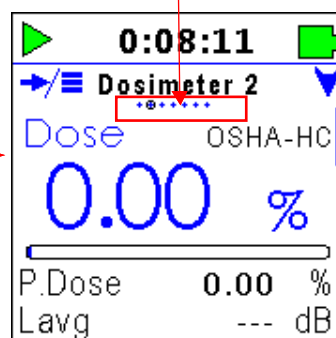 0:08:11
/ Dosimeter 2
Dose OSHA-HC
0.00 %
P.Dose 0.00 %
Lavg --- dB